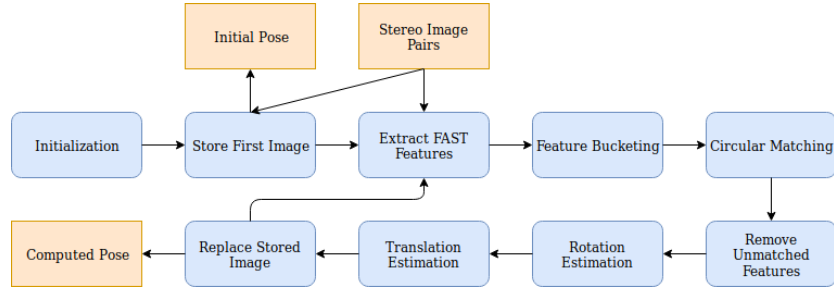 Initial Pose
Stereo Image
Pairs
Initialization
Store First Image
Extract FAST
Features
Feature Bucketing
Circular Matching
Computed Pose
Replace Stored
Image
Translation
Estimation
Rotation
Estimation
Remove
Unmatched
Features